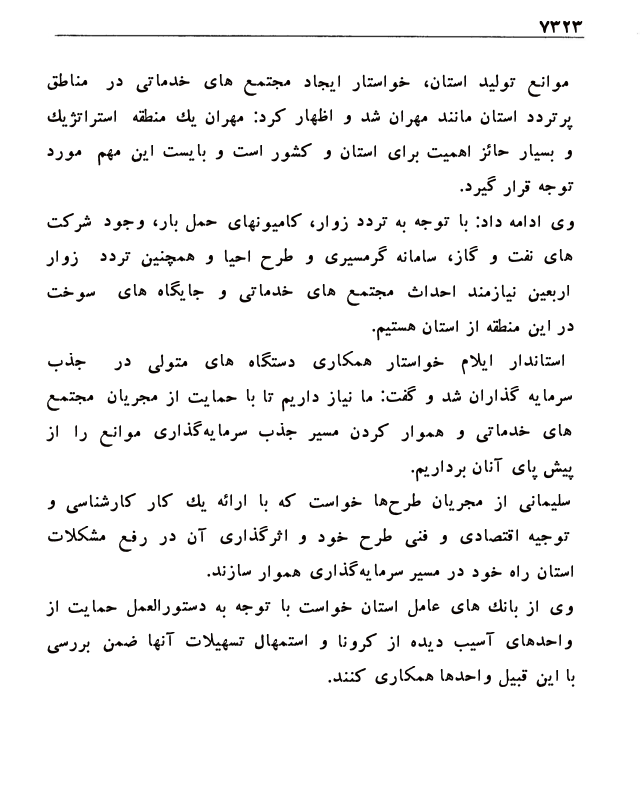 ۷۳۲۳
موانع تولید استان، خواستار ایجاد مجتمع های خدماتی در مناطق
پرتردد استان مانند مهران شد و اظهار کرد: مهران یك منطقه استراتژیك
و بسیار حائز اهمیت برای استان و کشور است و بایست این مهم مورد
توجه قرار گیرد.
وی ادامه داد: با توجه به تردد زوار، کامیونهای حمل بار، وجود شرکت
های نفت و گاز، سامانه گرمسیری و طرح احیا و همچنین تردد زوار
اربعین نیازمند احداث مجتمع های خدماتی و جایگاه های سوخت
در این منطقه از استان هستیم.
استاندار ایلام خواستار همکاری دستگاه های متولی در جذب
سرمایه گذاران شد و گفت: ما نیاز داریم تا با حمایت از مجریان مجتمع
های خدماتی و هموار کردن مسیر جذب سرمایه‌گذاری موانع را از
پیش پای آنان برداریم.
سلیمانی از مجریان طرح‌ها خواست که با ارائه یك کار کارشناسی و
توجیه اقتصادی و فنی طرح خود و اثرگذاری آن در رفع مشکلات
استان راه خود در مسیر سرمایه‌گذاری هموار سازند.
وی از بانك های عامل استان خواست با توجه به دستورالعمل حمایت از
واحدهای آسیب دیده از کرونا و استمهال تسهیلات آنها ضمن بررسی
با این قبیل واحدها همکاری کنند.